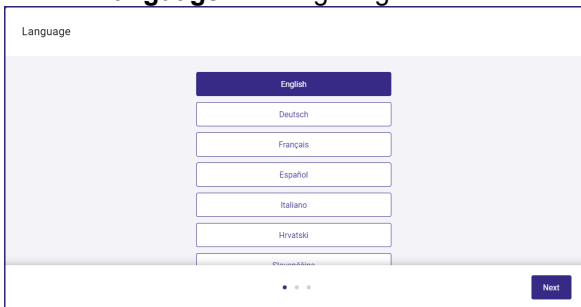 Language
English
Deutsch
Français
Español
Italiano
Hrvatski
Next